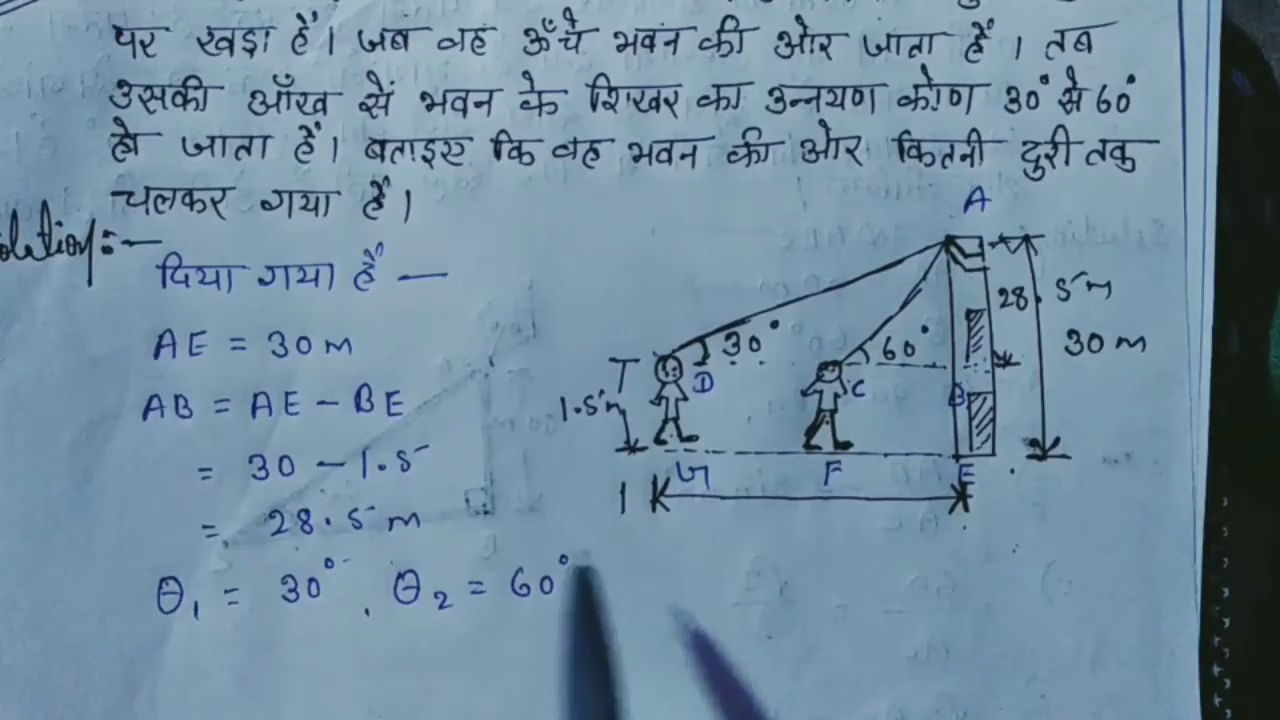 पर खड़ा हैं। जब वह ऊँचे भवन की ओर जाता हैं। तब
उसकी आँख सें भवन के शिखर का उन्नयण कोण 30° से 60°
हो जाता हैं। बताइए कि वह भवन की ओर कितनी दुरी तक
चलकर गया हैं।
दिया गया हैं —
AE = 30 m
AB = AE - BE
= 30 - 1.5
= 28.5 m
θ₁ = 30°, θ₂ = 60°
A
28.5 m
30 m
30°
60°
D
C
B
1.5 m
G
F
E